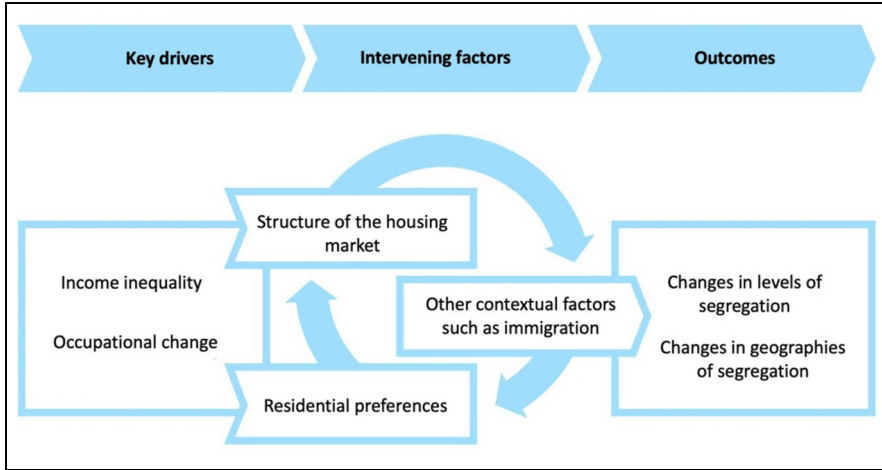 Key drivers
Intervening factors
Outcomes
Structure of the housing
market
Income inequality
Occupational change
Residential preferences
Other contextual factors
such as immigration
Changes in levels of
segregation
Changes in geographies
of segregation